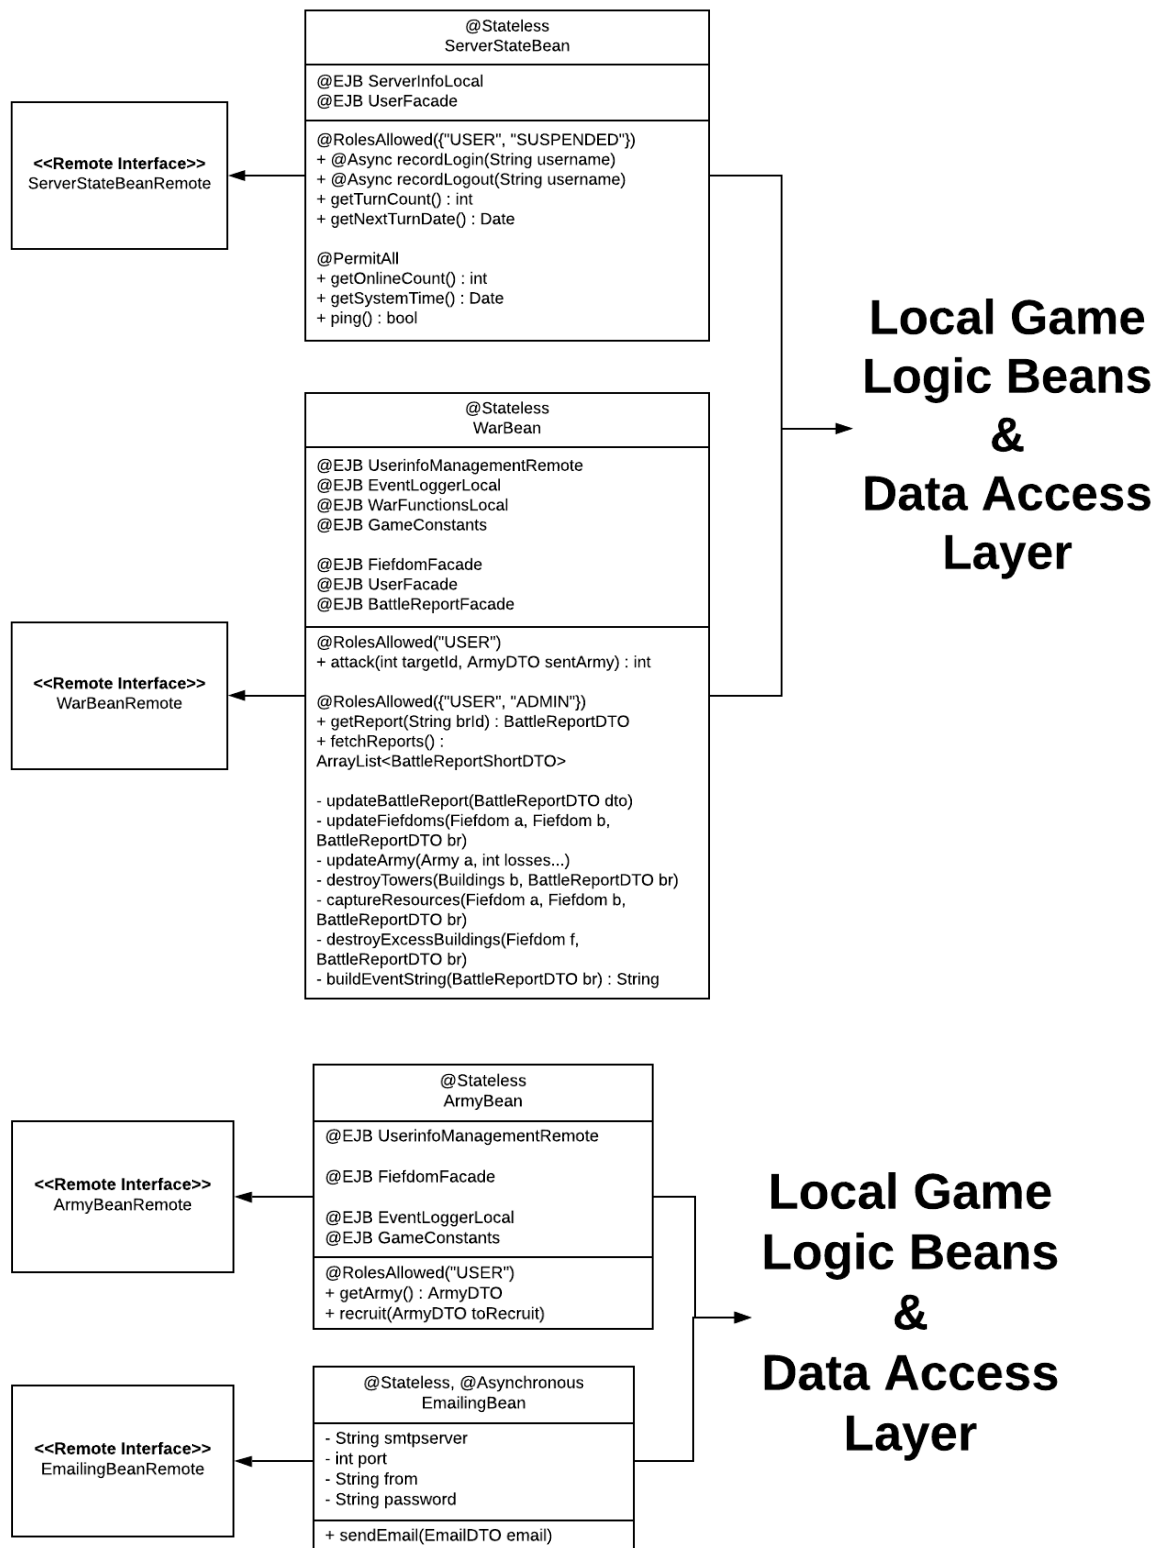 @Stateless
ServerStateBean
@EJB ServerInfoLocal
@EJB UserFacade
@RolesAllowed({"USER", "SUSPENDED"})
+ @Async recordLogin(String username)
+ @Async recordLogout(String username)
+ getTurnCount() : int
+ getNextTurnDate() : Date
@PermitAll
+ getOnlineCount() : int
+ getSystemTime() : Date
+ ping() : bool
<<Remote Interface>>
ServerStateBeanRemote
Local Game
Logic Beans
&
Data Access
Layer
@Stateless
WarBean
@EJB UserinfoManagementRemote
@EJB EventLoggerLocal
@EJB WarFunctionsLocal
@EJB GameConstants
@EJB FiefdomFacade
@EJB UserFacade
@EJB BattleReportFacade
@RolesAllowed("USER")
+ attack(int targetId, ArmyDTO sentArmy) : int
@RolesAllowed({"USER", "ADMIN"})
+ getReport(String brId) : BattleReportDTO
+ fetchReports() :
ArrayList<BattleReportShortDTO>
- updateBattleReport(BattleReportDTO dto)
- updateFiefdoms(Fiefdom a, Fiefdom b,
BattleReportDTO br)
- updateArmy(Army a, int losses...)
- destroyTowers(Buildings b, BattleReportDTO br)
- captureResources(Fiefdom a, Fiefdom b,
BattleReportDTO br)
- destroyExcessBuildings(Fiefdom f,
BattleReportDTO br)
- buildEventString(BattleReportDTO br) : String
<<Remote Interface>>
WarBeanRemote
@Stateless
ArmyBean
@EJB UserinfoManagementRemote
@EJB FiefdomFacade
@EJB EventLoggerLocal
@EJB GameConstants
@RolesAllowed("USER")
+ getArmy() : ArmyDTO
+ recruit(ArmyDTO toRecruit)
<<Remote Interface>>
ArmyBeanRemote
Local Game
Logic Beans
&
Data Access
Layer
@Stateless, @Asynchronous
EmailingBean
- String smtpserver
- int port
- String from
- String password
+ sendEmail(EmailDTO email)
<<Remote Interface>>
EmailingBeanRemote